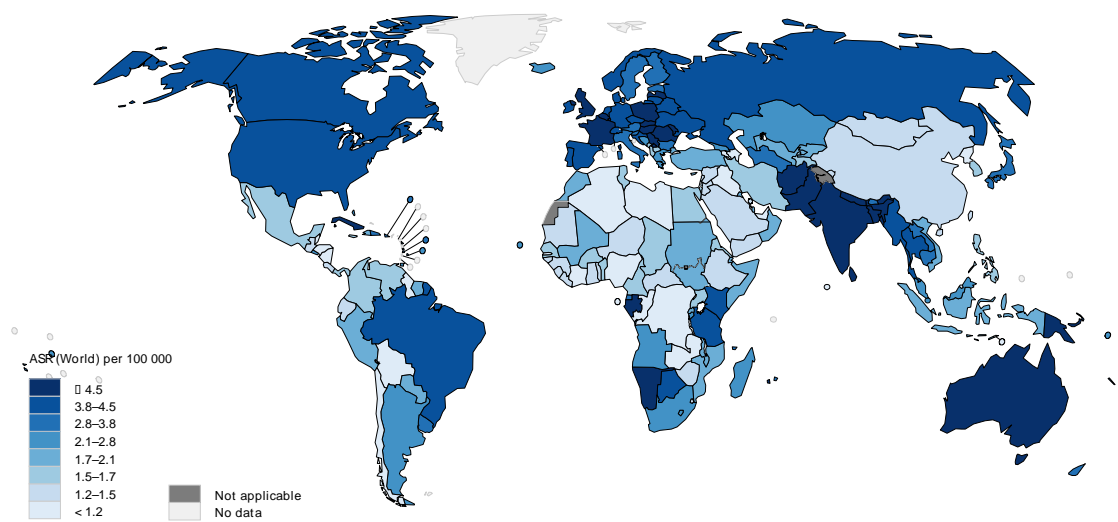 ASR (World) per 100 000
▯ 4.5
3.8–4.5
2.8–3.8
2.1–2.8
1.7–2.1
1.5–1.7
1.2–1.5
< 1.2
Not applicable
No data